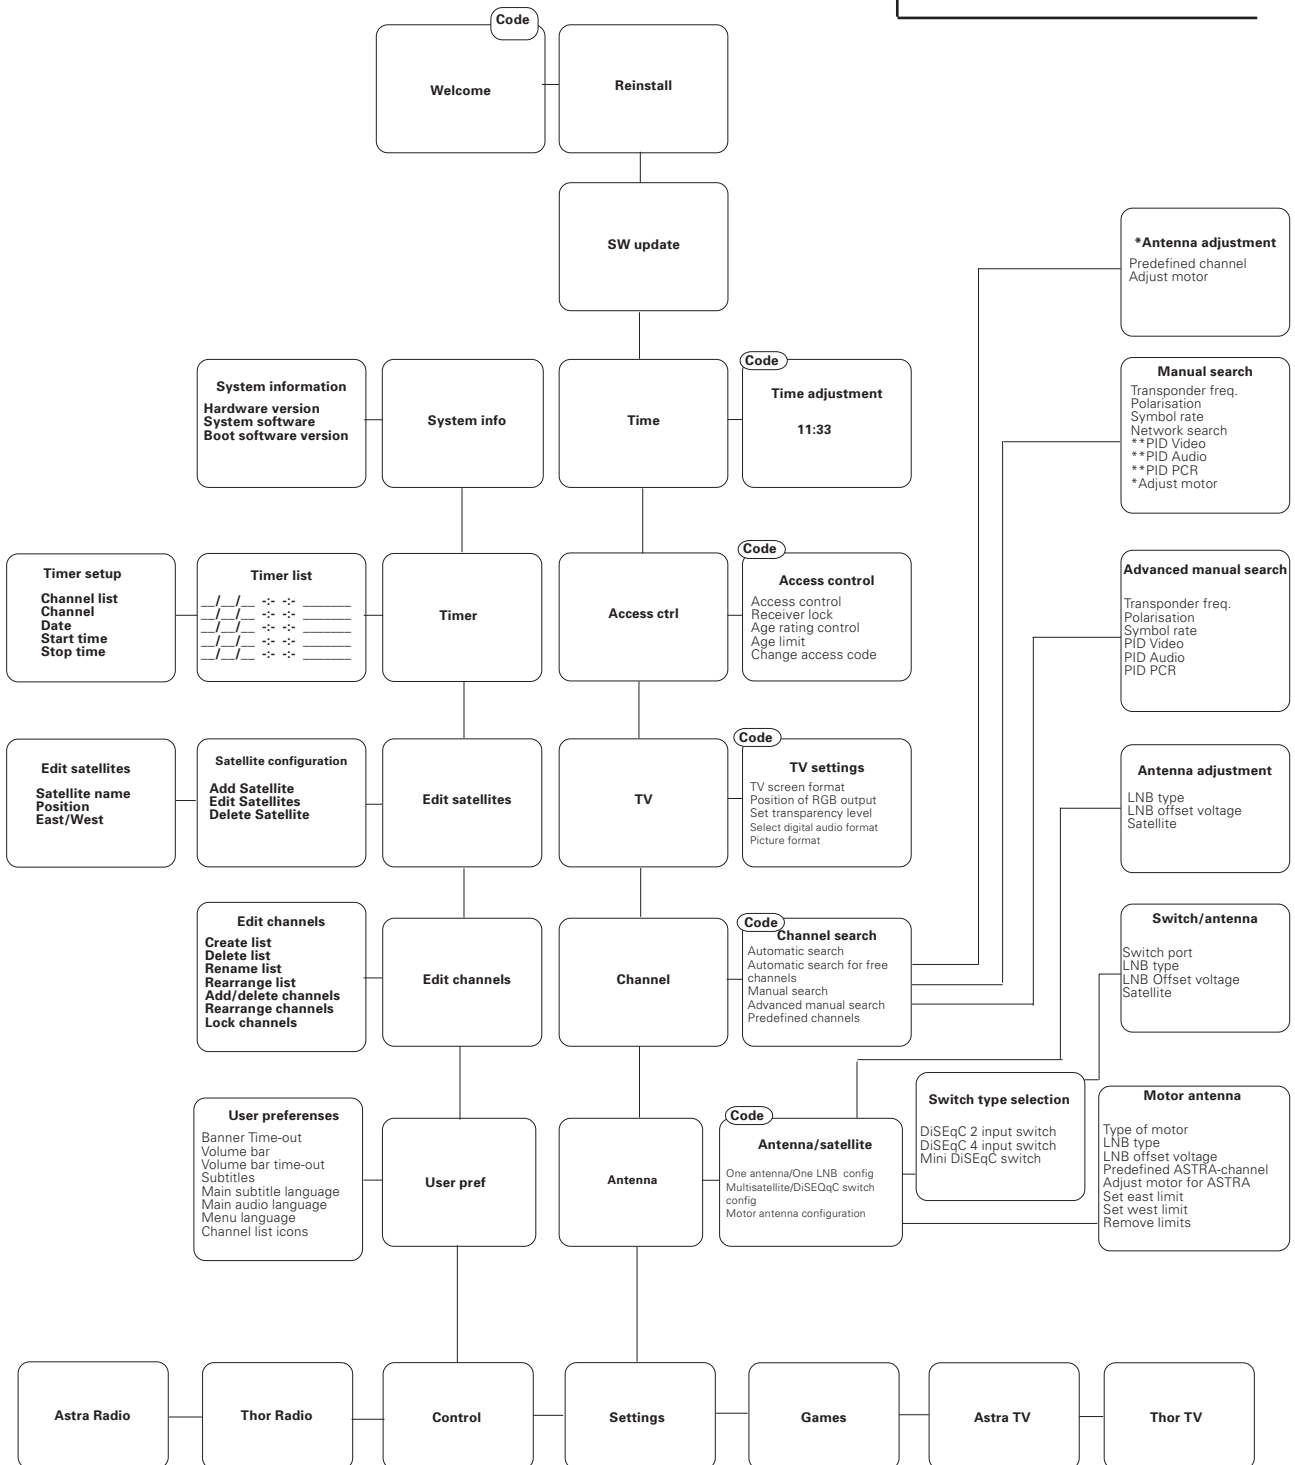 Code
Welcome
Reinstall
SW update
*Antenna adjustment
Predefined channel
Adjust motor
System information
Hardware version
System software
Boot software version
System info
Time
Code
Time adjustment
11:33
Manual search
Transponder freq.
Polarisation
Symbol rate
Network search
**PID Video
**PID Audio
**PID PCR
*Adjust motor
Timer setup
Channel list
Channel
Date
Start time
Stop time
Timer list
__/__/__ -:- -:- _______
__/__/__ -:- -:- _______
__/__/__ -:- -:- _______
__/__/__ -:- -:- _______
__/__/__ -:- -:- _______
Timer
Access ctrl
Code
Access control
Access control
Receiver lock
Age rating control
Age limit
Change access code
Advanced manual search
Transponder freq.
Polarisation
Symbol rate
PID Video
PID Audio
PID PCR
Edit satellites
Satellite name
Position
East/West
Satellite configuration
Add Satellite
Edit Satellites
Delete Satellite
Edit satellites
TV
Code
TV settings
TV screen format
Position of RGB output
Set transparency level
Select digital audio format
Picture format
Antenna adjustment
LNB type
LNB offset voltage
Satellite
Edit channels
Create list
Delete list
Rename list
Rearrange list
Add/delete channels
Rearrange channels
Lock channels
Edit channels
Channel
Code
Channel search
Automatic search
Automatic search for free
channels
Manual search
Advanced manual search
Predefined channels
Switch/antenna
Switch port
LNB type
LNB Offset voltage
Satellite
User preferenses
Banner Time-out
Volume bar
Volume bar time-out
Subtitles
Main subtitle language
Main audio language
Menu language
Channel list icons
User pref
Antenna
Code
Antenna/satellite
One antenna/One LNB config
Multisatellite/DiSEQqC switch
config
Motor antenna configuration
Switch type selection
DiSEqC 2 input switch
DiSEqC 4 input switch
Mini DiSEqC switch
Motor antenna
Type of motor
LNB type
LNB offset voltage
Predefined ASTRA-channel
Adjust motor for ASTRA
Set east limit
Set west limit
Remove limits
Astra Radio
Thor Radio
Control
Settings
Games
Astra TV
Thor TV